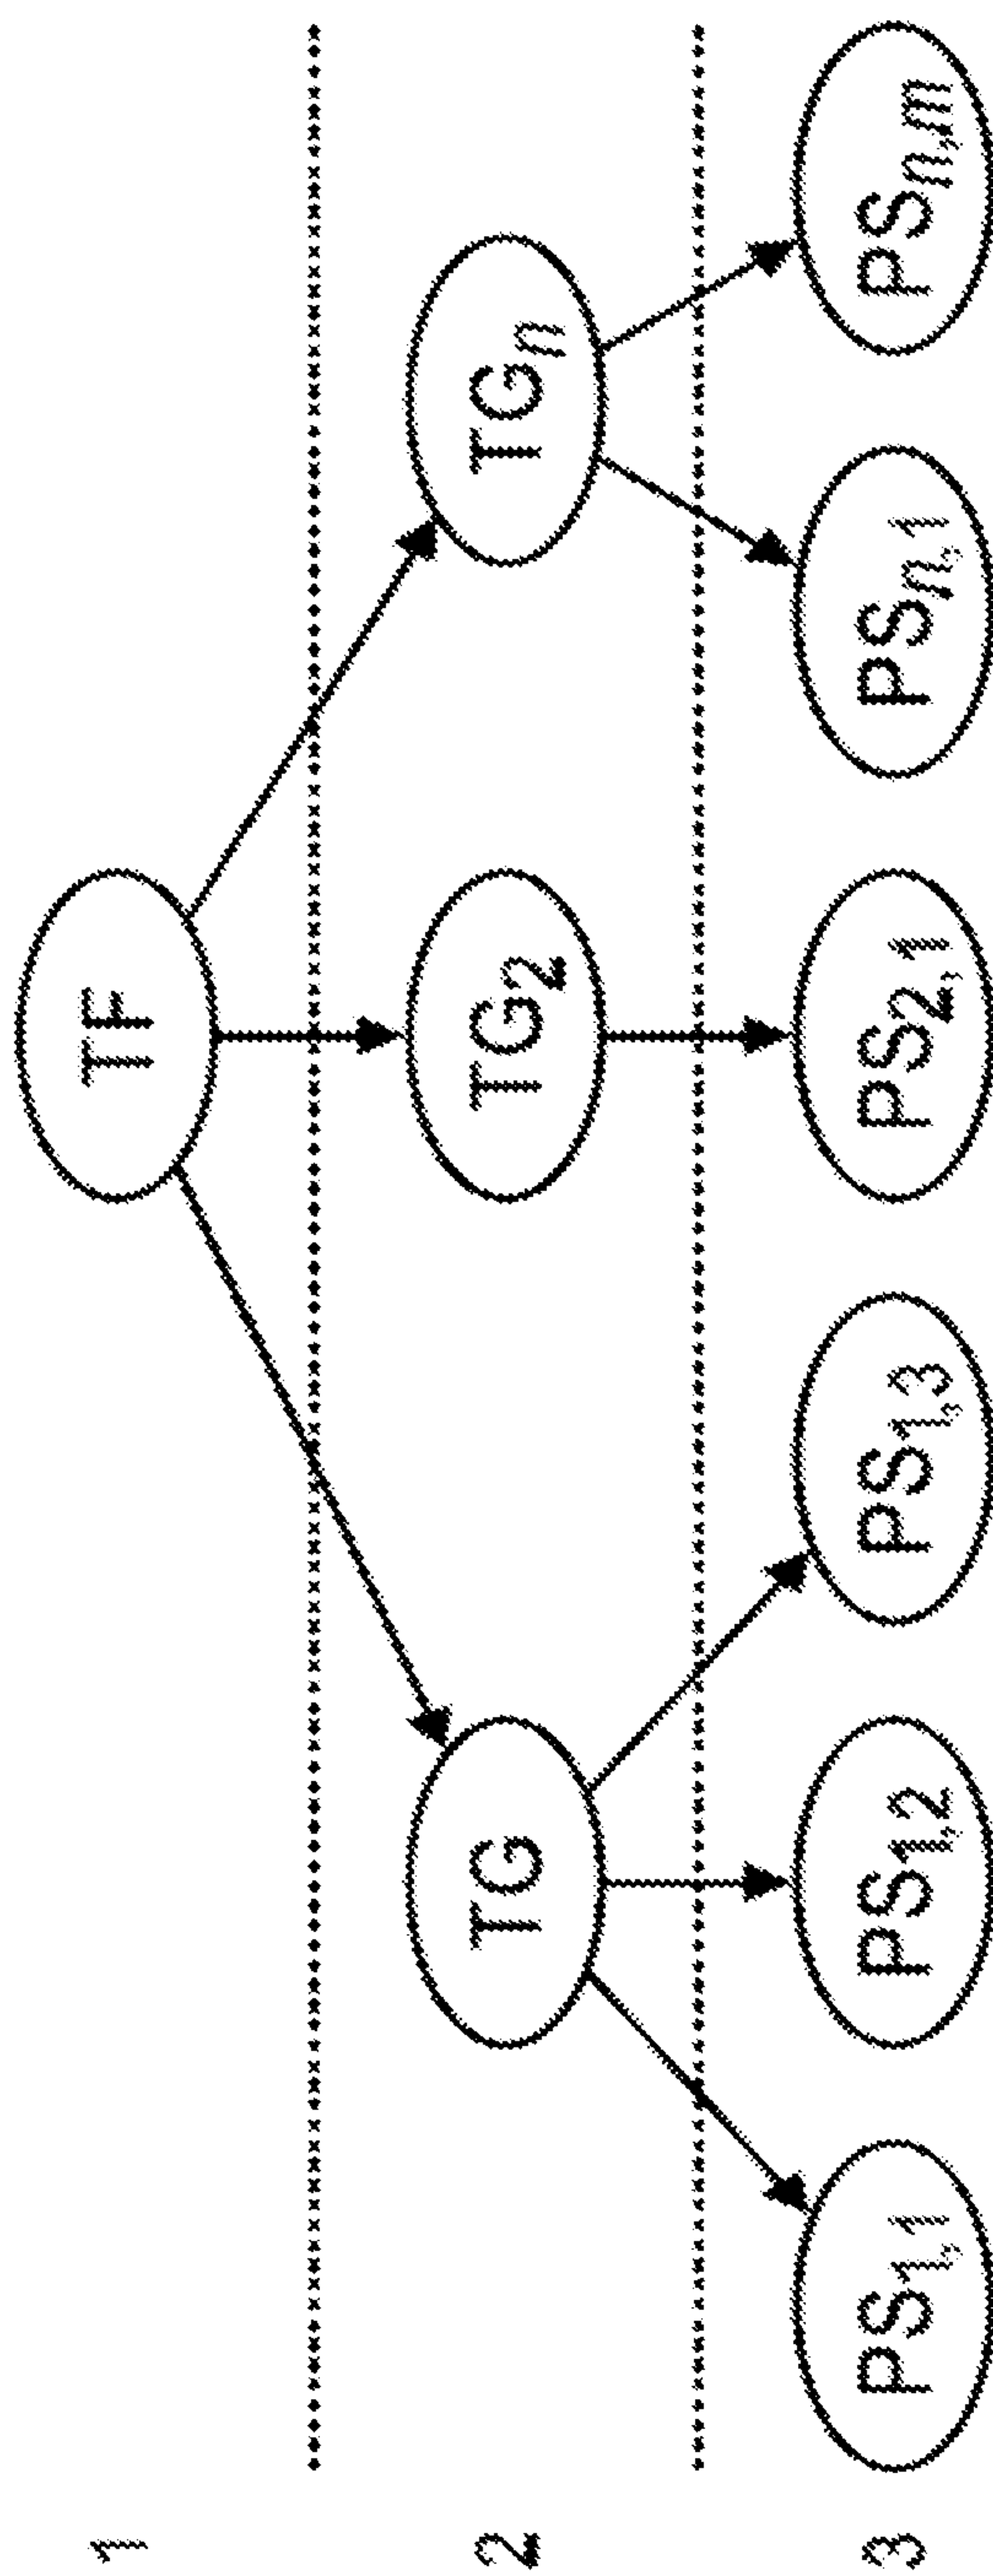 1 TF
2 TG TG2 TGn
3 PS1,1 PS1,2 PS1,3 PS2,1 PSn,1 PSn,m